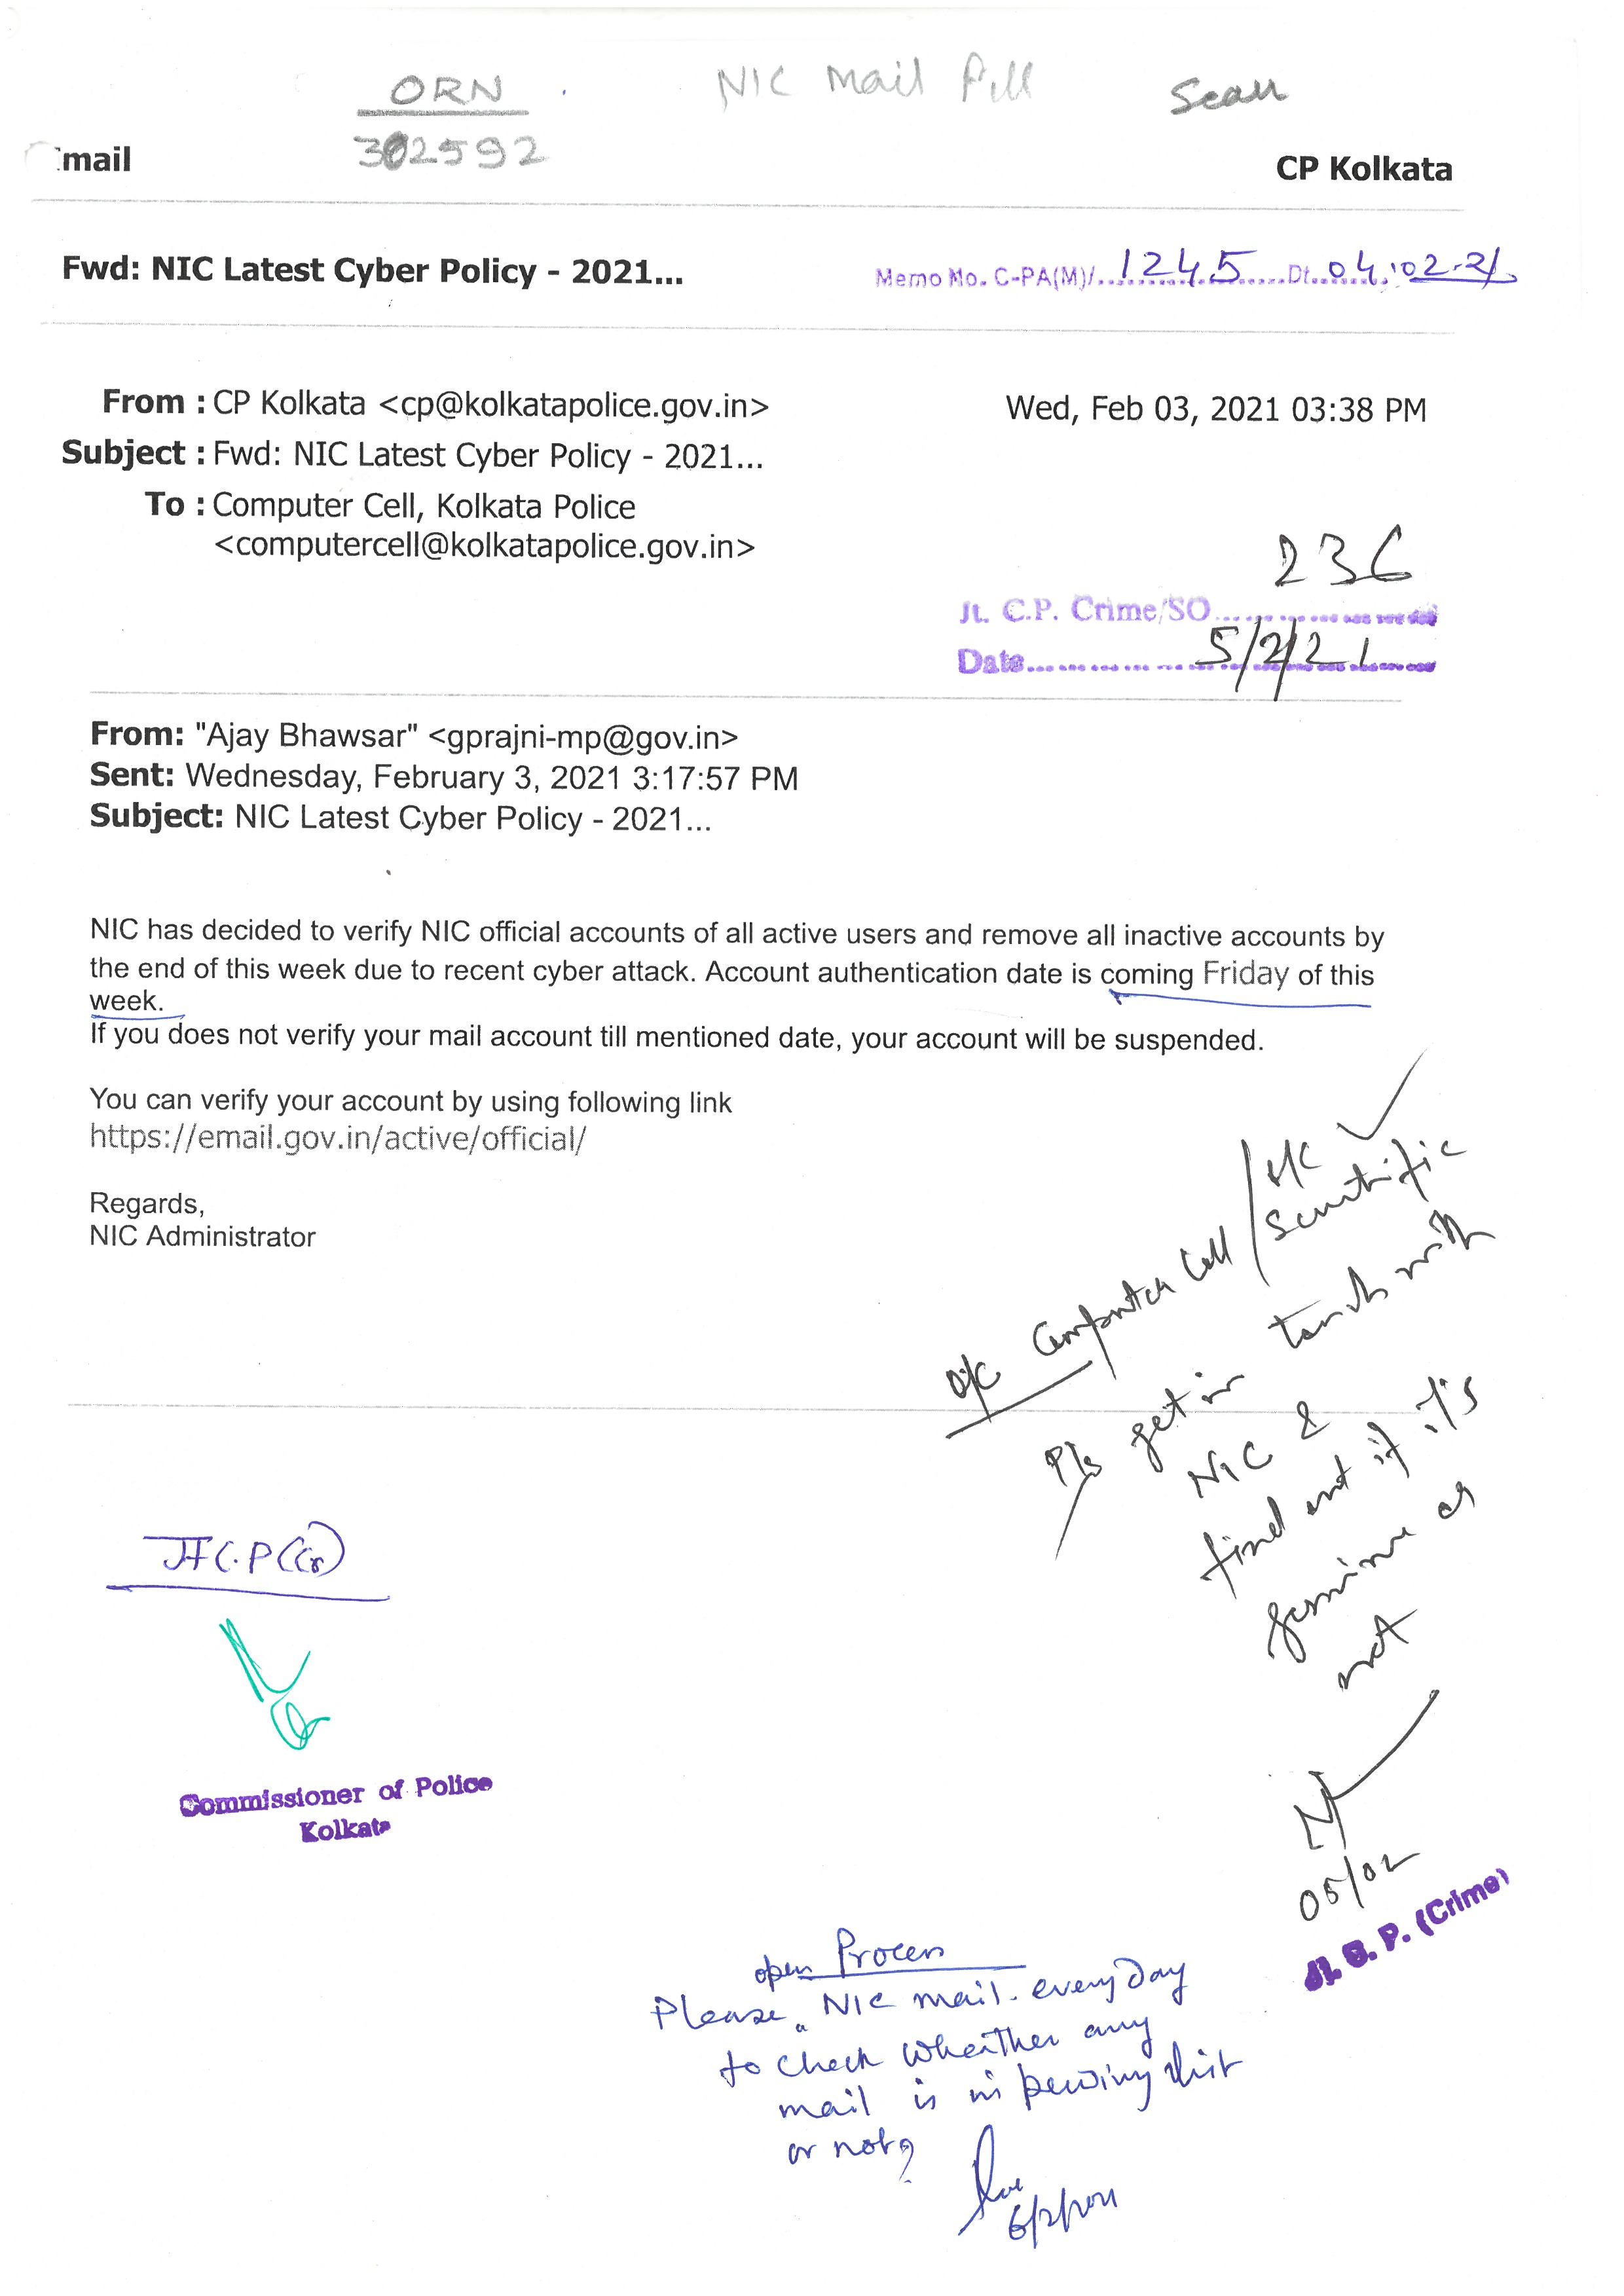 ORN
NIC Mail Fill
Scan
302592
mail
CP Kolkata
Fwd: NIC Latest Cyber Policy - 2021...
Memo No. C-PA(M)/...1245...Dt...04.02.21
From : CP Kolkata <cp@kolkatapolice.gov.in>
Wed, Feb 03, 2021 03:38 PM
Subject : Fwd: NIC Latest Cyber Policy - 2021...
To : Computer Cell, Kolkata Police
<computercell@kolkatapolice.gov.in>
236
Jt. C.P. Crime/SO
Date 5/2/21
From: "Ajay Bhawsar" <gprajni-mp@gov.in>
Sent: Wednesday, February 3, 2021 3:17:57 PM
Subject: NIC Latest Cyber Policy - 2021...
NIC has decided to verify NIC official accounts of all active users and remove all inactive accounts by
the end of this week due to recent cyber attack. Account authentication date is coming Friday of this
week.
If you does not verify your mail account till mentioned date, your account will be suspended.
You can verify your account by using following link
https://email.gov.in/active/official/
Regards,
NIC Administrator
O/C Computer Cell / O/C Scientific
Pls get in touch with
NIC &
find out if it's
genuine or
not
05/02
Jt. C. P. (Crime)
Jt C.P (Cr)
Commissioner of Police
Kolkata
open Process
Please NIC mail. every day
to check wheither any
mail is in pending list
or not?